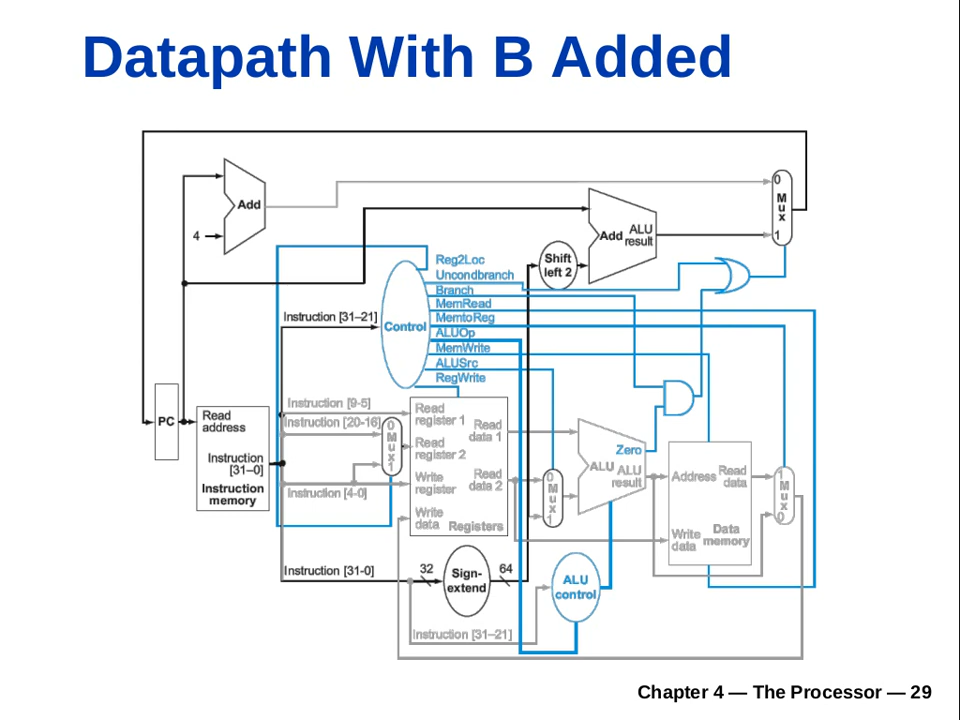 Datapath With B Added
0
M
u
x
1
Add
4
Add ALU
result
Shift
left 2
Reg2Loc
Uncondbranch
Branch
MemRead
MemtoReg
ALUOp
MemWrite
ALUSrc
RegWrite
Control
Instruction [31–21]
Instruction [9-5]
Instruction [20-16]
Instruction [4-0]
PC
Read
address
Instruction
[31–0]
Instruction
memory
0
M
u
x
1
Read
register 1
Read
register 2
Write
register
Write
data
Read
data 1
Read
data 2
Registers
0
M
u
x
1
Zero
ALU ALU
result
Address
Read
data
Write
data
Data
memory
1
M
u
x
0
Instruction [31-0]
32
Sign-
extend
64
ALU
control
Instruction [31–21]
Chapter 4 — The Processor — 29